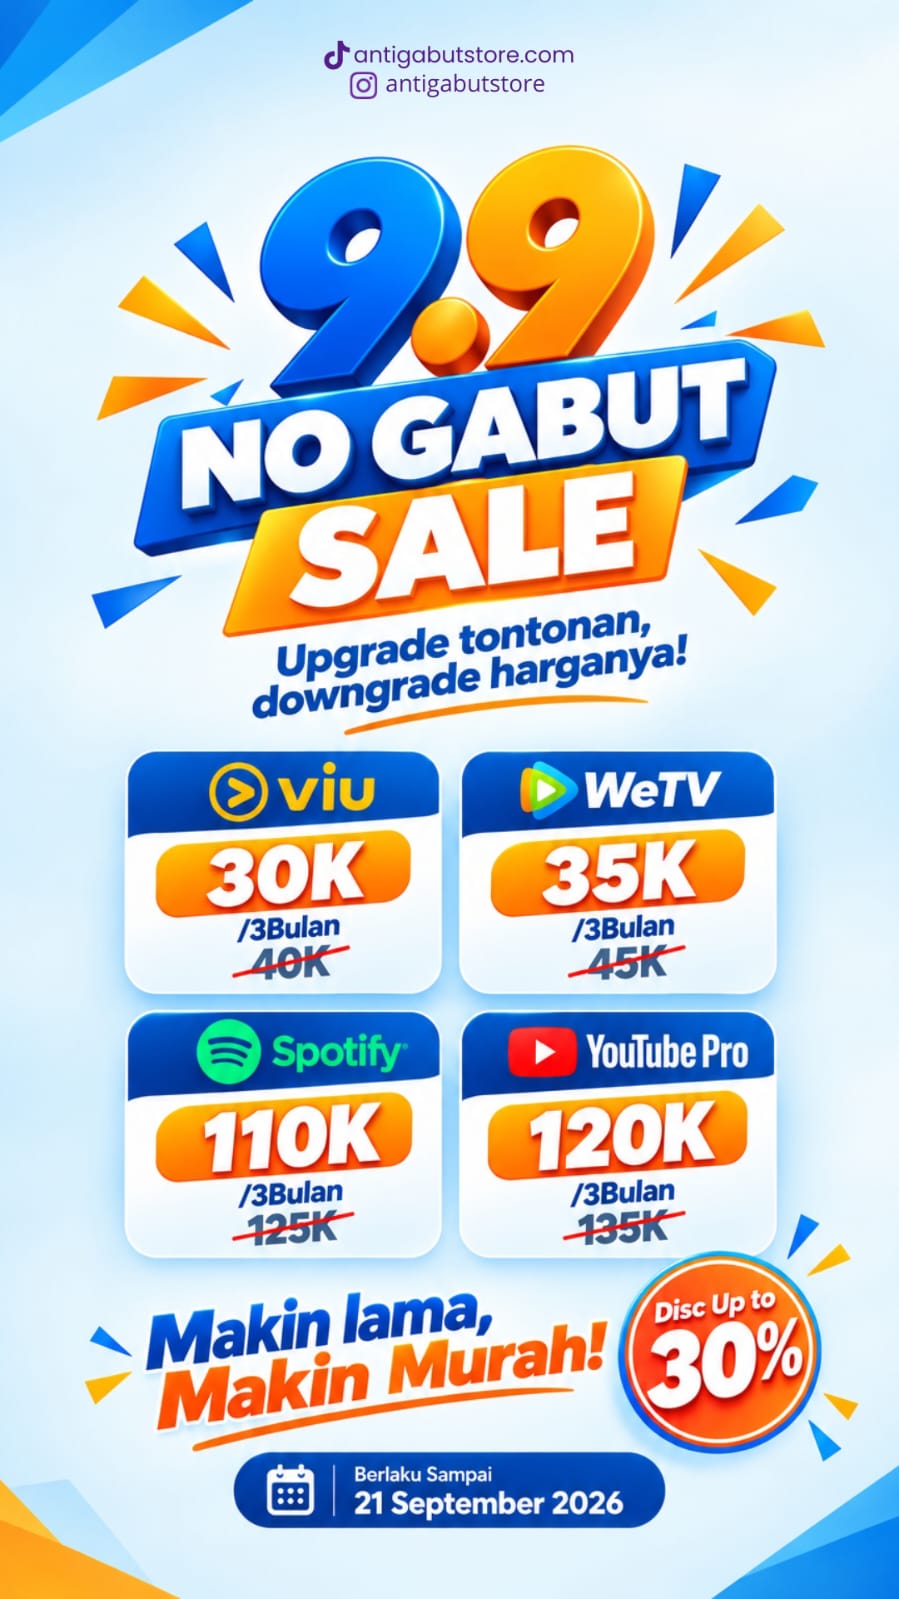 antigabutstore.com
antigabutstore
9.9
NO GABUT
SALE
Upgrade tontonan,
downgrade harganya!
viu
30K
/3Bulan
40K
WeTV
35K
/3Bulan
45K
Spotify
110K
/3Bulan
125K
YouTube Pro
120K
/3Bulan
135K
Makin lama,
Makin Murah!
Disc Up to
30%
Berlaku Sampai
21 September 2026